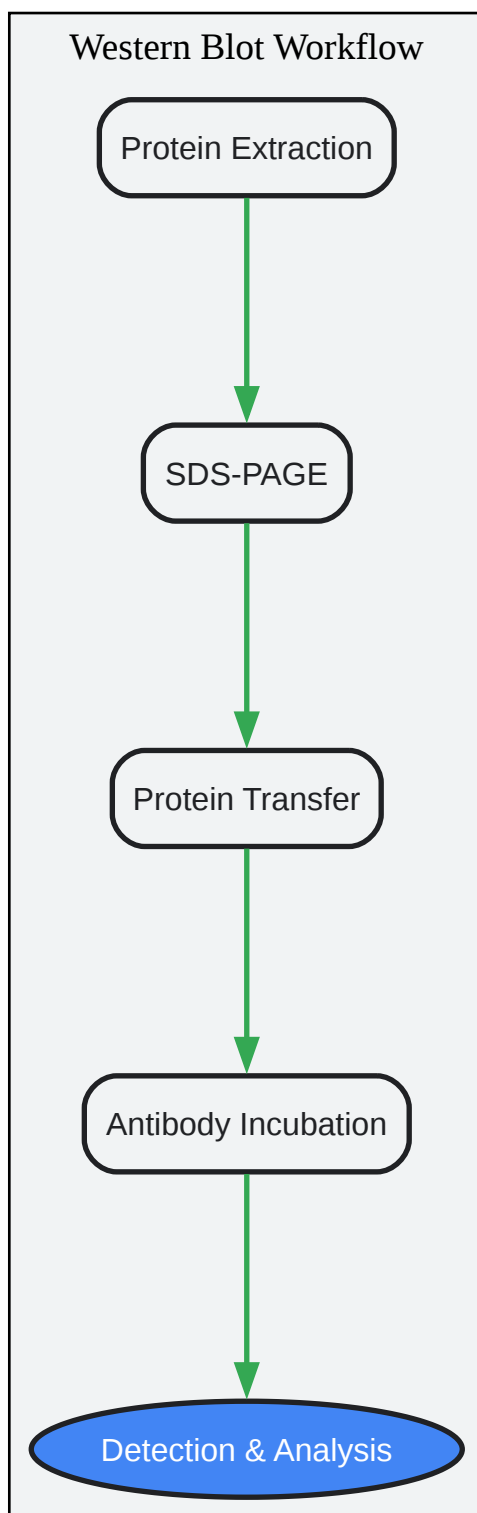 Western Blot Workflow
Protein Extraction
SDS-PAGE
Protein Transfer
Antibody Incubation
Detection & Analysis